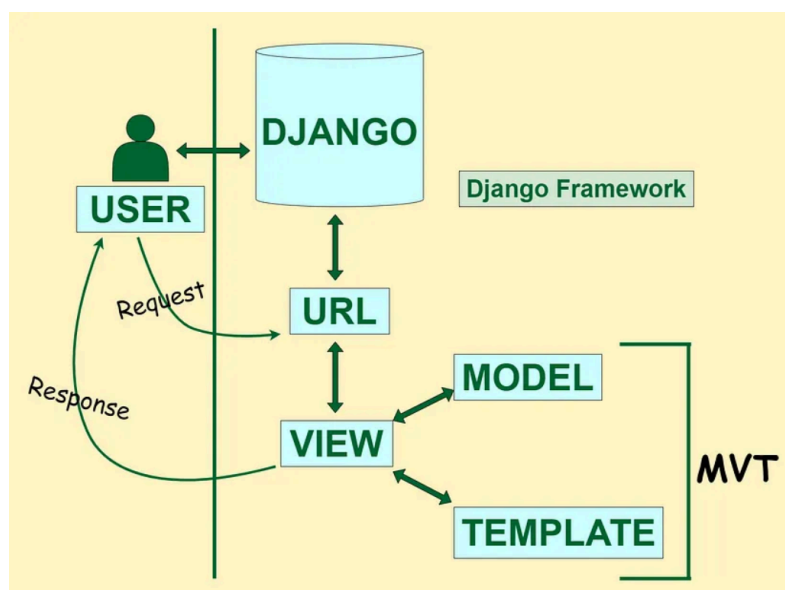 DJANGO
USER
Django Framework
Request
URL
Response
MODEL
VIEW
MVT
TEMPLATE